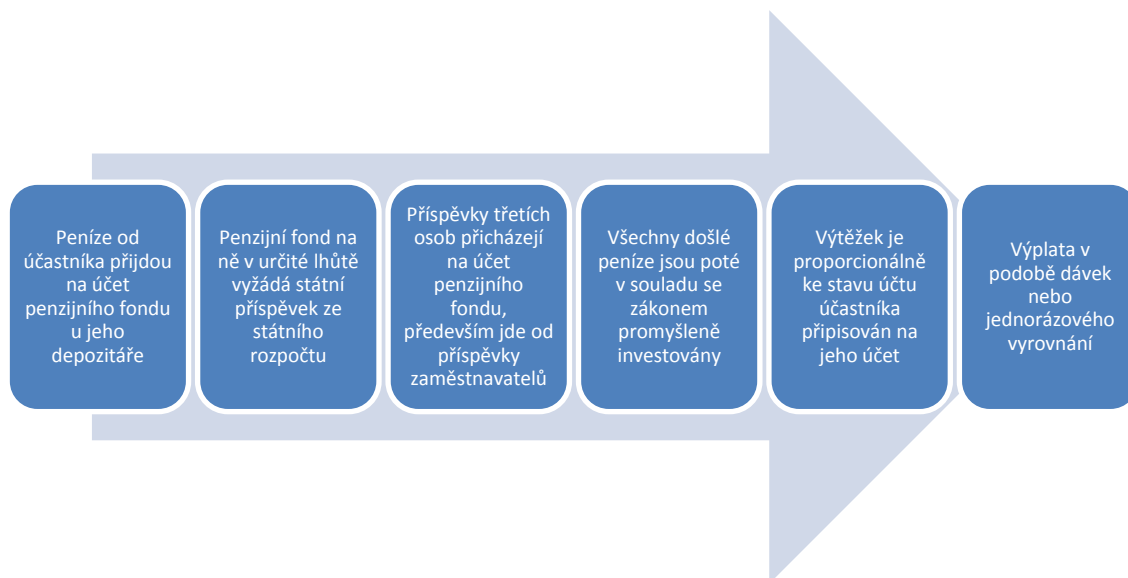 Peníze od
účastníka přijdou
na účet
penzijního fondu
u jeho
depozitáře
Penzijní fond na
ně v určité lhůtě
vyžádá státní
příspěvek ze
státního
rozpočtu
Příspěvky třetích
osob přicházejí
na účet
penzijního
fondu,
především jde od
příspěvky
zaměstnavatelů
Všechny došlé
peníze jsou poté
v souladu se
zákonem
promyšleně
investovány
Výtěžek je
proporcionálně
ke stavu účtu
účastníka
připisován na
jeho účet
Výplata v
podobě dávek
nebo
jednorázového
vyrovnání